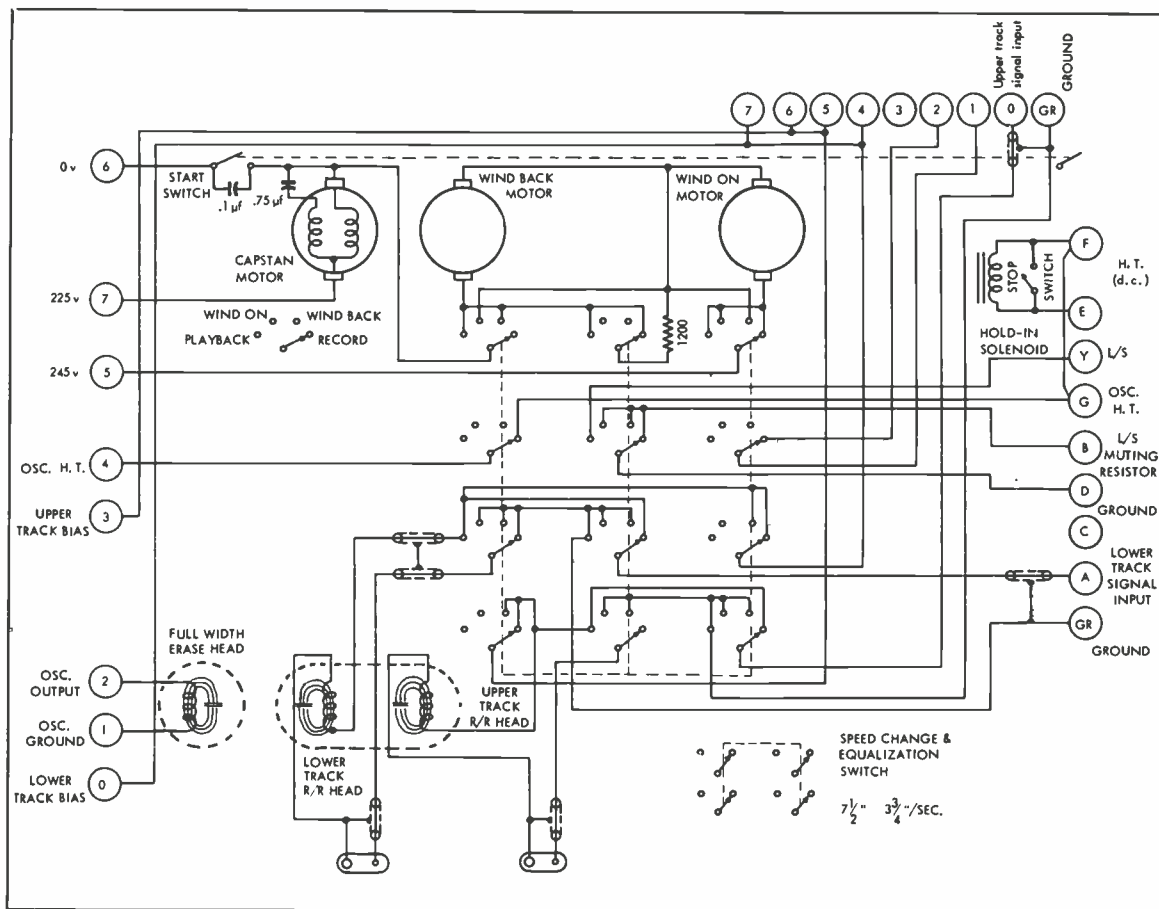 Upper track
signal input
GROUND
7
6
5
4
3
2
1
0
GR
0 v
6
START
SWITCH
.1 µf
.75 µf
WIND BACK
MOTOR
WIND ON
MOTOR
CAPSTAN
MOTOR
225 v
7
WIND ON
WIND BACK
PLAYBACK
RECORD
245 v
5
1200
STOP
SWITCH
HOLD-IN
SOLENOID
F
H. T.
(d.c.)
E
Y
L/S
G
OSC.
H. T.
B
L/S
MUTING
RESISTOR
D
GROUND
C
A
LOWER
TRACK
SIGNAL
INPUT
GR
GROUND
OSC. H. T.
4
UPPER
TRACK BIAS
3
FULL WIDTH
ERASE HEAD
OSC.
OUTPUT
2
OSC.
GROUND
1
LOWER
TRACK BIAS
0
LOWER
TRACK
R/R HEAD
UPPER
TRACK
R/R HEAD
SPEED CHANGE &
EQUALIZATION
SWITCH
7 1/2" 3 3/4"/SEC.